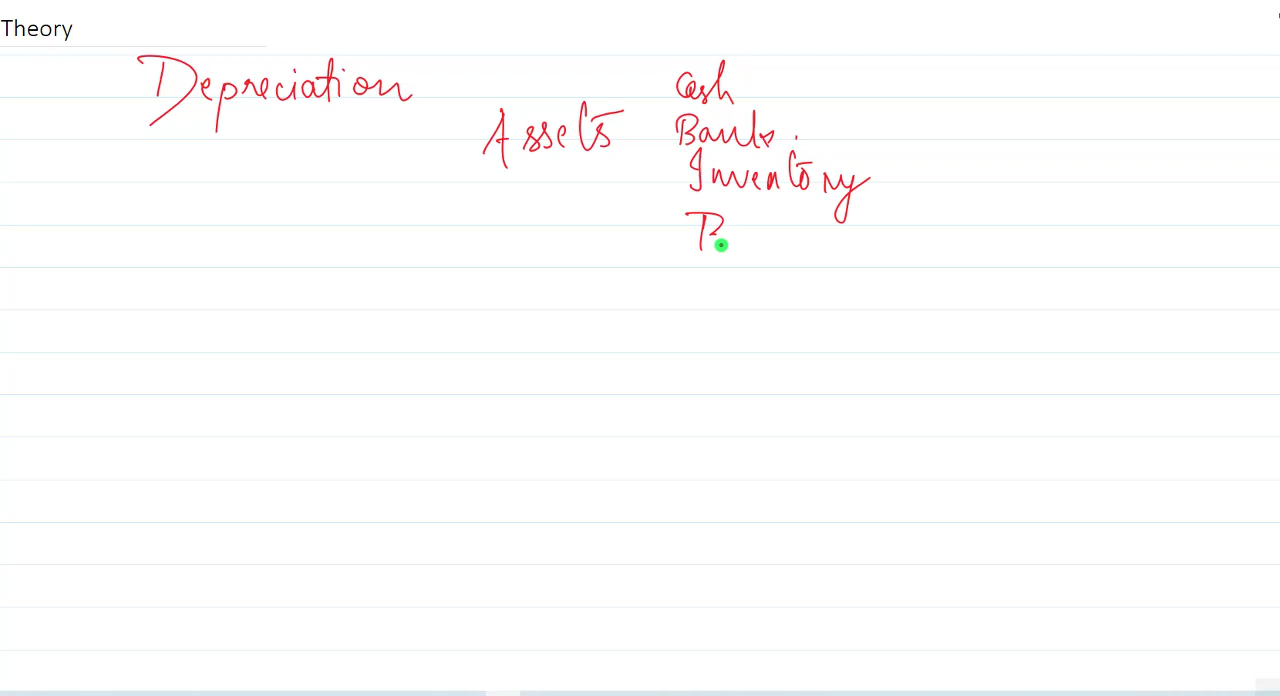 Theory
Depreciation
Assets
Cash
Bank.
Inventory